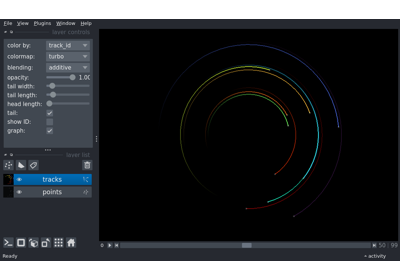 File View Plugins Window Help
layer controls
color by: track_id
colormap: turbo
blending: additive
opacity: 1.00
tail width:
tail length:
head length:
tail:
show ID:
graph:
layer list
tracks
points
0 50 99
Ready activity